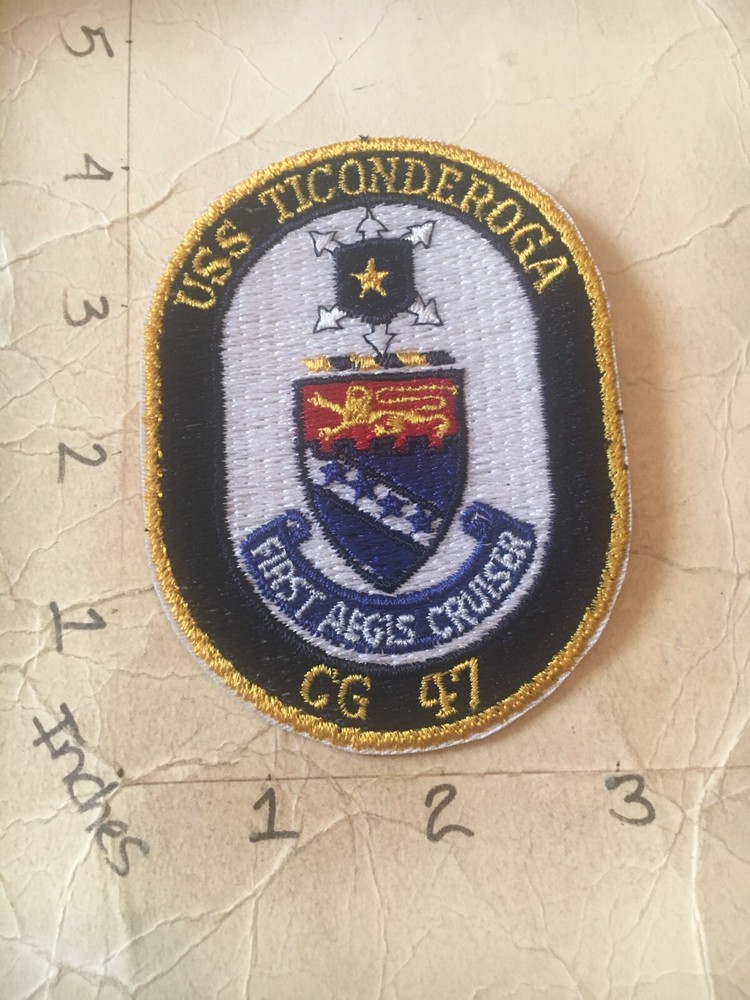 USS TICONDEROGA
FIRST AEGIS CRUISER
CG 47
5
4
3
2
1
Inches
1 2 3